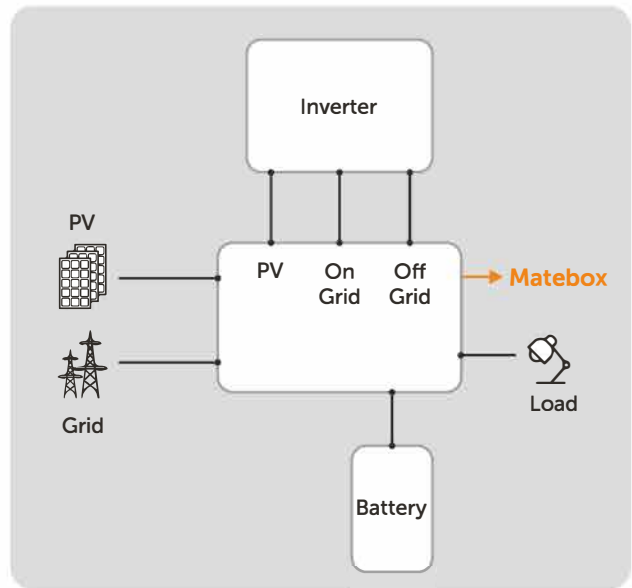 Inverter
PV
PV
On
Grid
Off
Grid
Matebox
Grid
Load
Battery